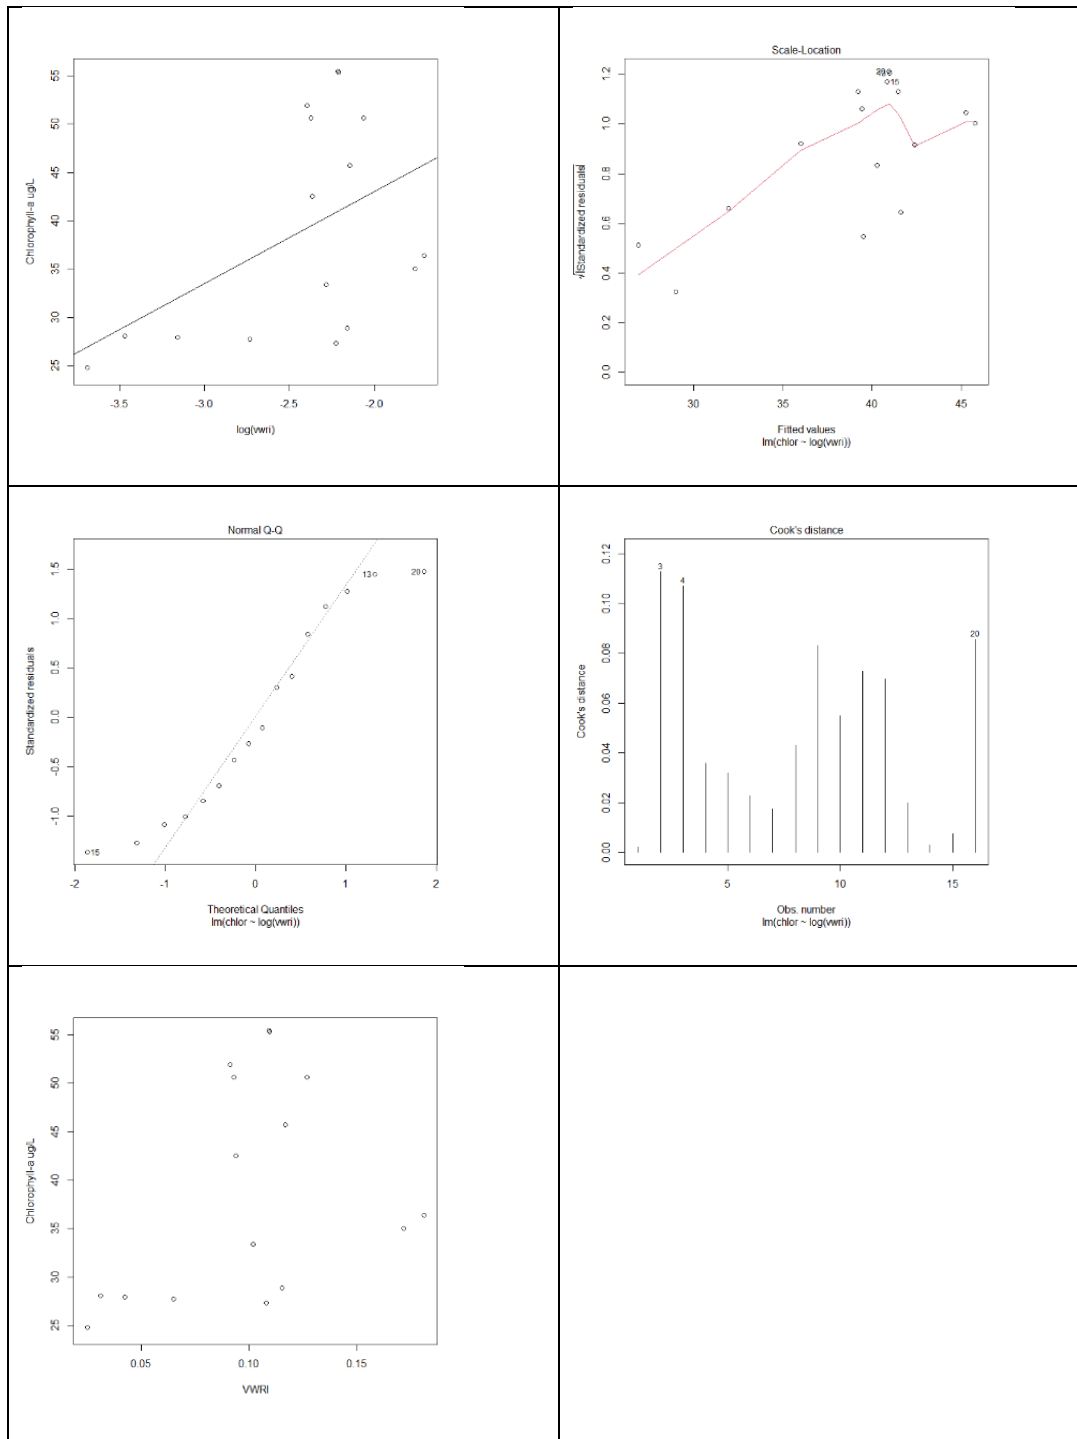 55
50
45
40
35
30
25
Chlorophyll-a ug/L
-3.5 -3.0 -2.5 -2.0
log(vwri)
Scale-Location
1.2
1.0
0.8
0.6
0.4
0.2
0.0
√|Standardized residuals|
15
30 35 40 45
Fitted values
lm(chlor ~ log(vwri))
Normal Q-Q
1.5
1.0
0.5
0.0
-0.5
-1.0
Standardized residuals
13
20
15
-2 -1 0 1 2
Theoretical Quantiles
lm(chlor ~ log(vwri))
Cook's distance
0.12
0.10
0.08
0.06
0.04
0.02
0.00
Cook's distance
3
4
20
5 10 15
Obs. number
lm(chlor ~ log(vwri))
55
50
45
40
35
30
25
Chlorophyll-a ug/L
0.05 0.10 0.15
VWRI